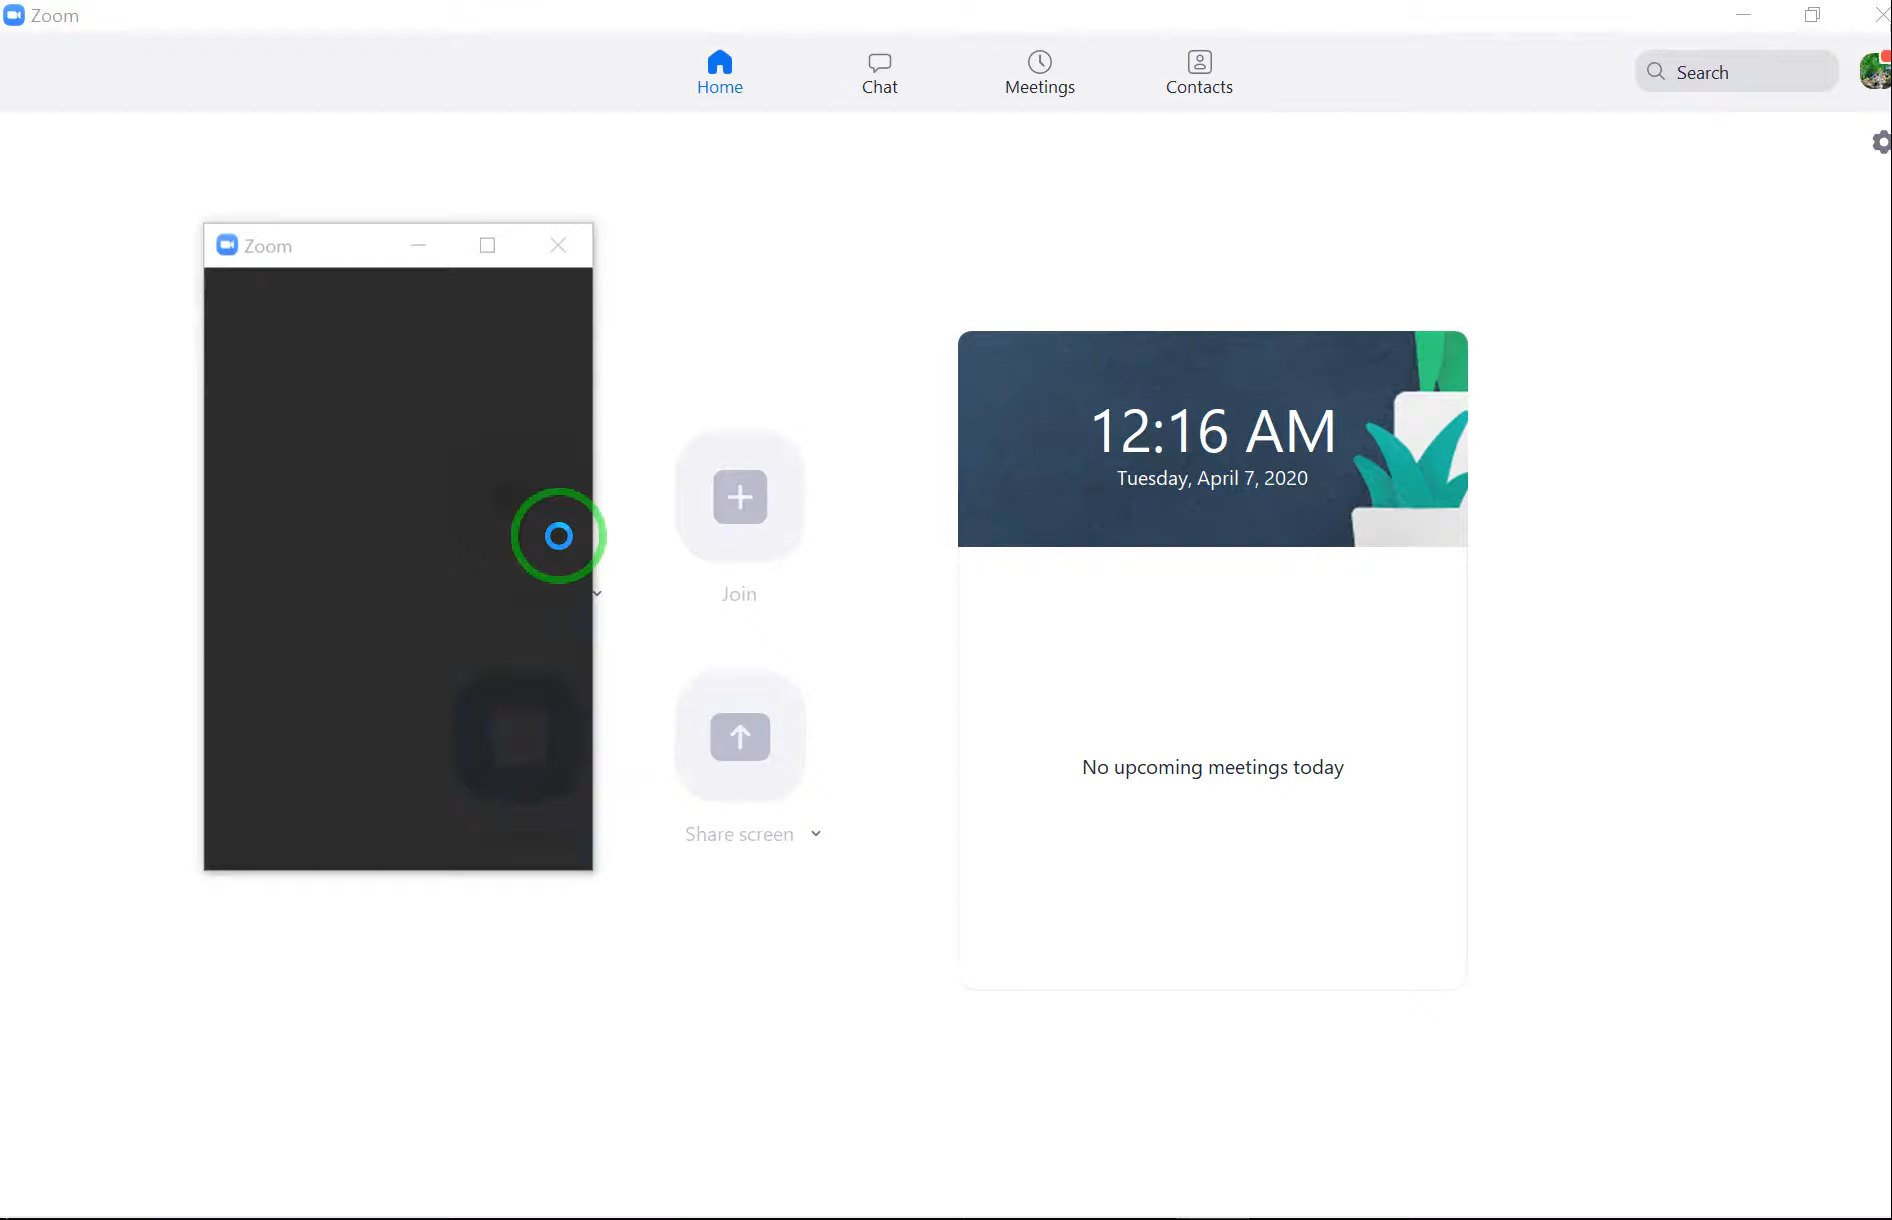 Zoom
Home
Chat
Meetings
Contacts
Search
Zoom
12:16 AM
Tuesday, April 7, 2020
Join
No upcoming meetings today
Share screen